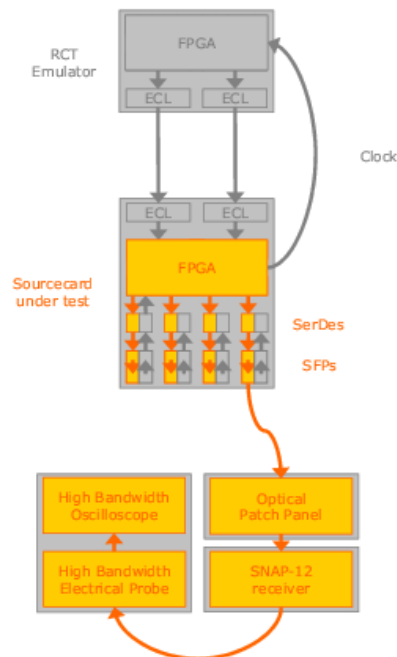 FPGA
RCT
Emulator
ECL
ECL
Clock
ECL
ECL
FPGA
Sourcecard
under test
SerDes
SFPs
High Bandwidth
Oscilloscope
Optical
Patch Panel
High Bandwidth
Electrical Probe
SNAP-12
receiver